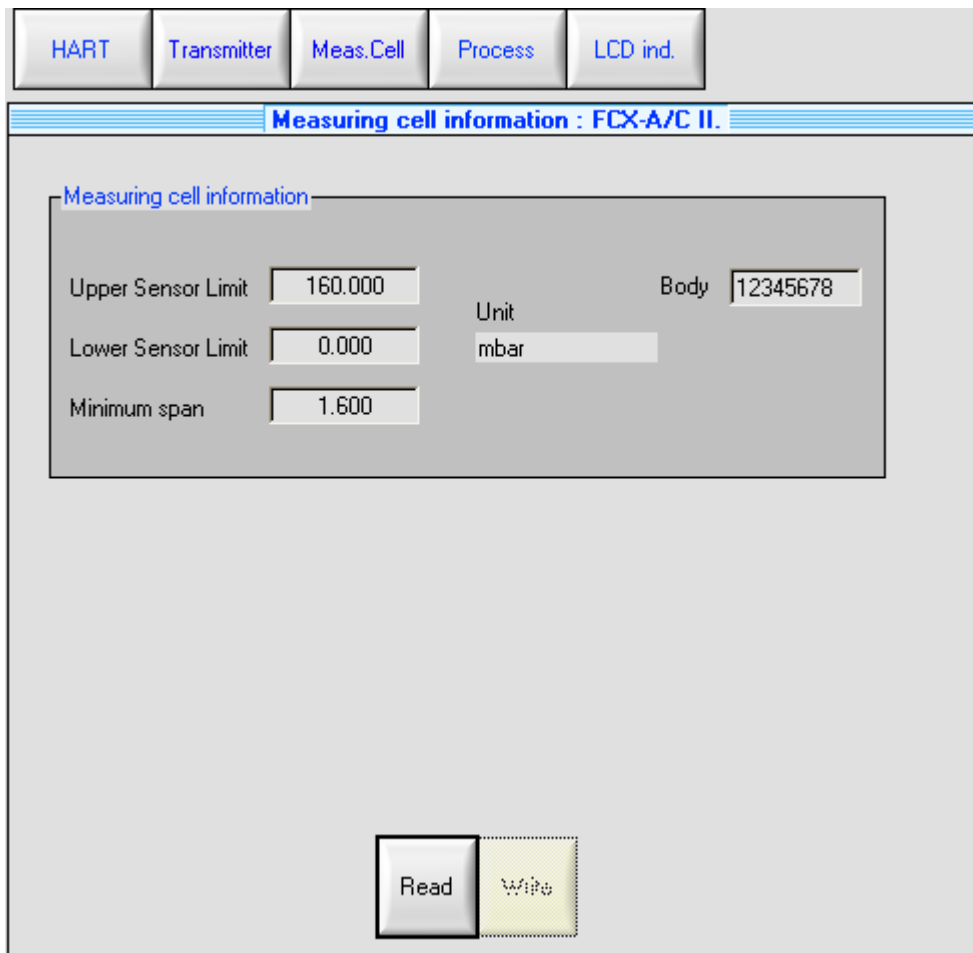 HART Transmitter Meas.Cell Process LCD ind.
Measuring cell information : FCX-A/C II.
Measuring cell information
Upper Sensor Limit 160.000
Body 12345678
Unit
Lower Sensor Limit 0.000
mbar
Minimum span 1.600
Read Write